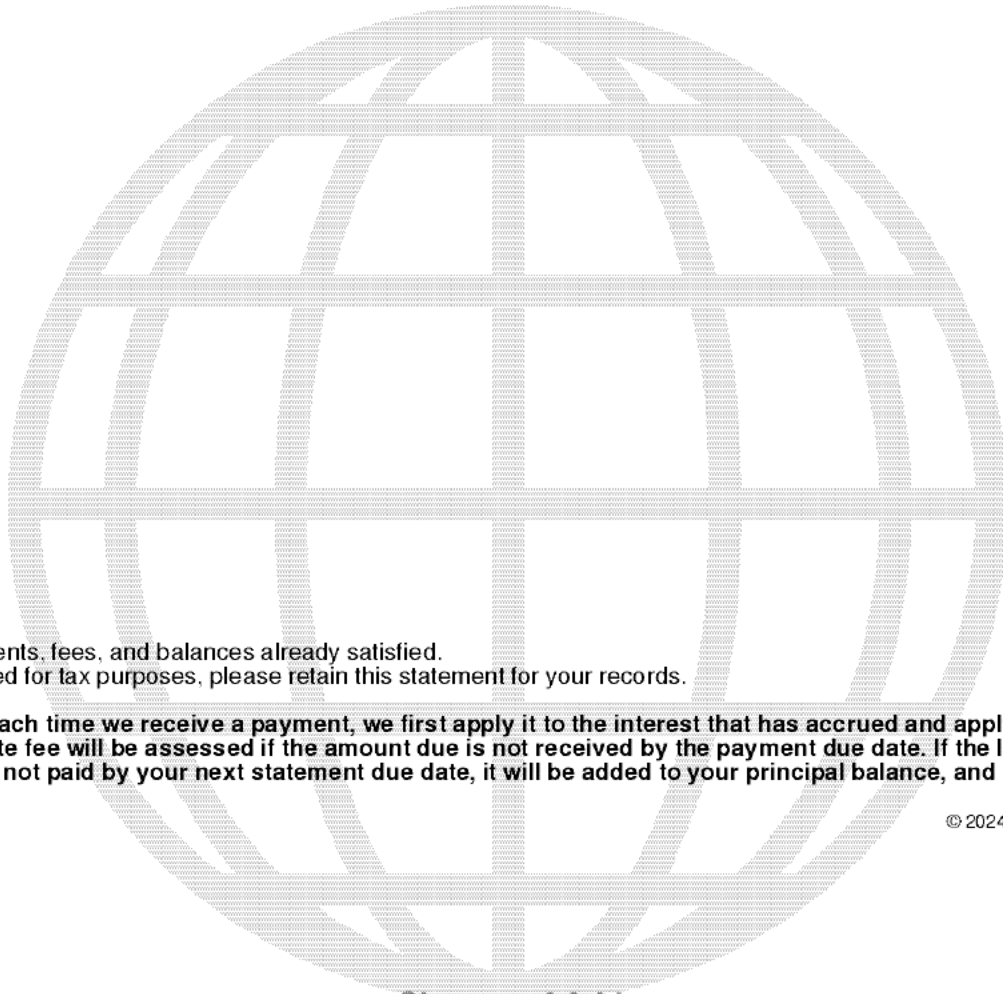 ents, fees, and balances already satisfied.
ed for tax purposes, please retain this statement for your records.
ach time we receive a payment, we first apply it to the interest that has accrued and appl
te fee will be assessed if the amount due is not received by the payment due date. If the l
not paid by your next statement due date, it will be added to your principal balance, and
© 2024